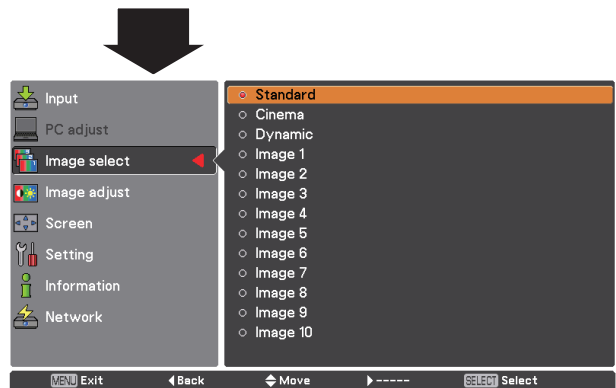 Input
PC adjust
Image select
Image adjust
Screen
Setting
Information
Network
Standard
Cinema
Dynamic
Image 1
Image 2
Image 3
Image 4
Image 5
Image 6
Image 7
Image 8
Image 9
Image 10
MENU Exit Back Move ----- SELECT Select